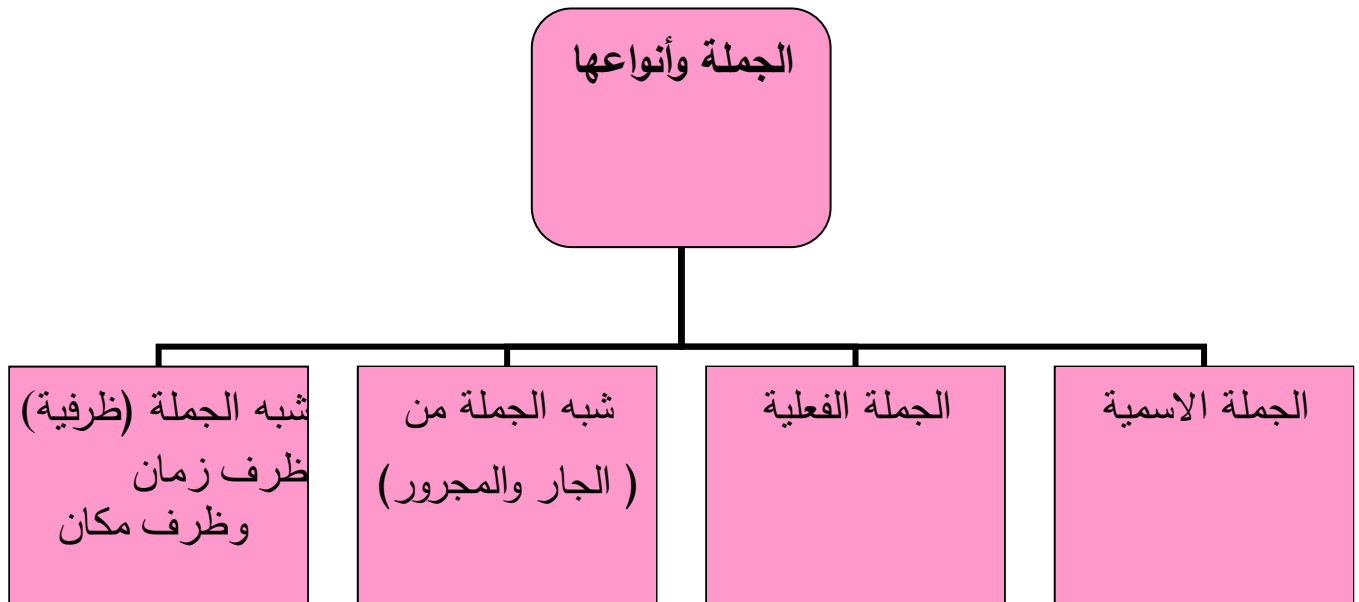 الجملة وأنواعها
الجملة الاسمية
الجملة الفعلية
شبه الجملة من
( الجار والمجرور)
شبه الجملة (ظرفية)
ظرف زمان
وظرف مكان